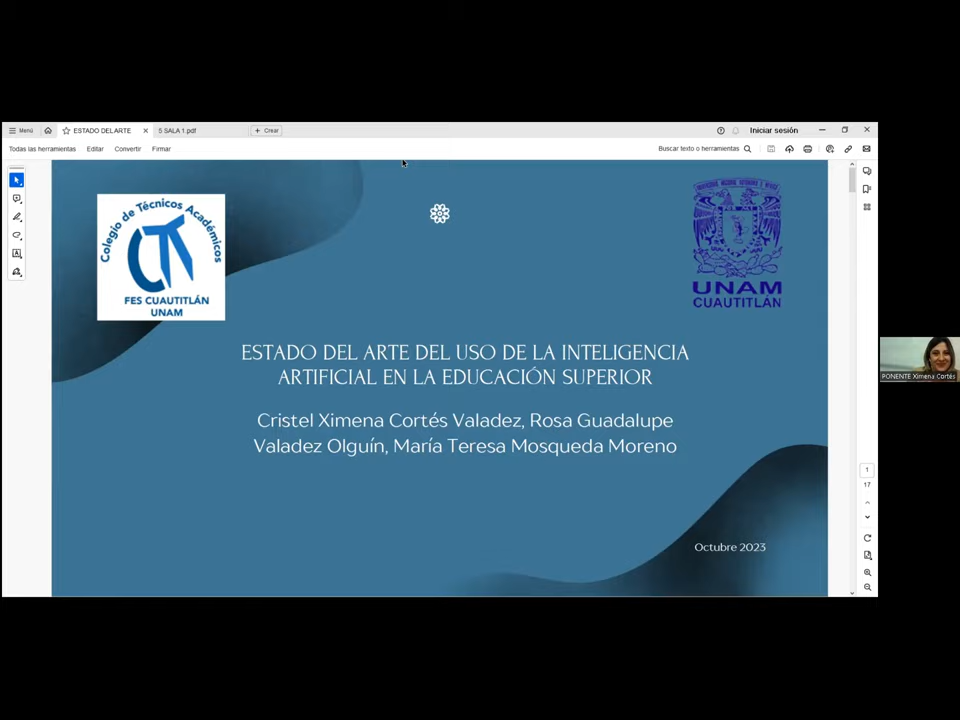 Menú
ESTADO DEL ARTE
5 SALA 1.pdf
Crear
Iniciar sesión
Todas las herramientas
Editar
Convertir
Firmar
Buscar texto o herramientas
Colegio de Técnicos Académicos
CTA
FES CUAUTITLÁN
UNAM
UNAM
CUAUTITLÁN
ESTADO DEL ARTE DEL USO DE LA INTELIGENCIA
ARTIFICIAL EN LA EDUCACIÓN SUPERIOR
Cristel Ximena Cortés Valadez, Rosa Guadalupe
Valadez Olguín, María Teresa Mosqueda Moreno
Octubre 2023
PONENTE Ximena Cortés
1
17